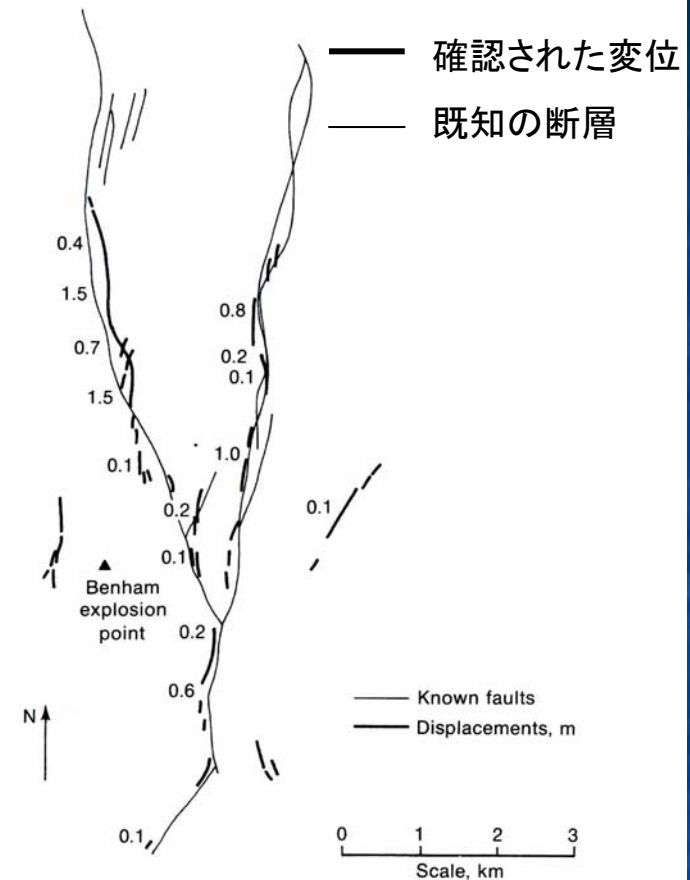 確認された変位
既知の断層
0.4
1.5
0.8
0.7
0.2
0.1
1.5
1.0
0.1
0.2
0.1
0.1
Benham
explosion
point
0.2
0.6
Known faults
N
Displacements, m
0.1
0 1 2 3
Scale, km